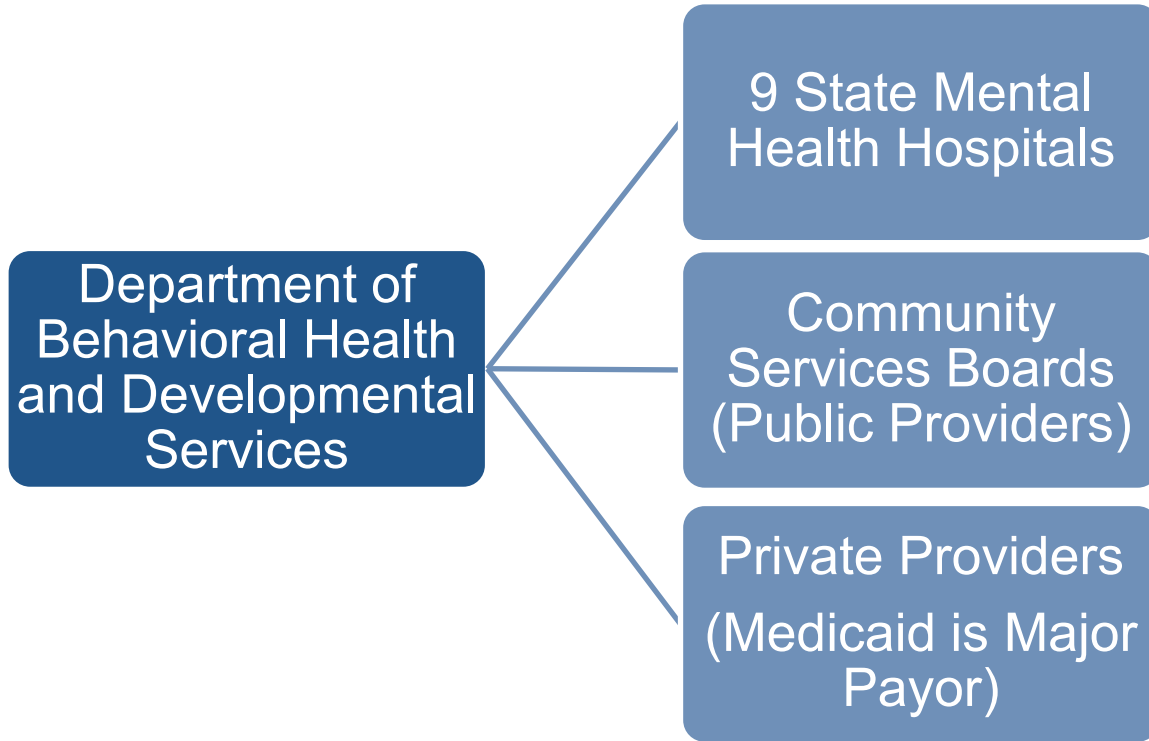 Department of
Behavioral Health
and Developmental
Services
9 State Mental
Health Hospitals
Community
Services Boards
(Public Providers)
Private Providers
(Medicaid is Major
Payor)